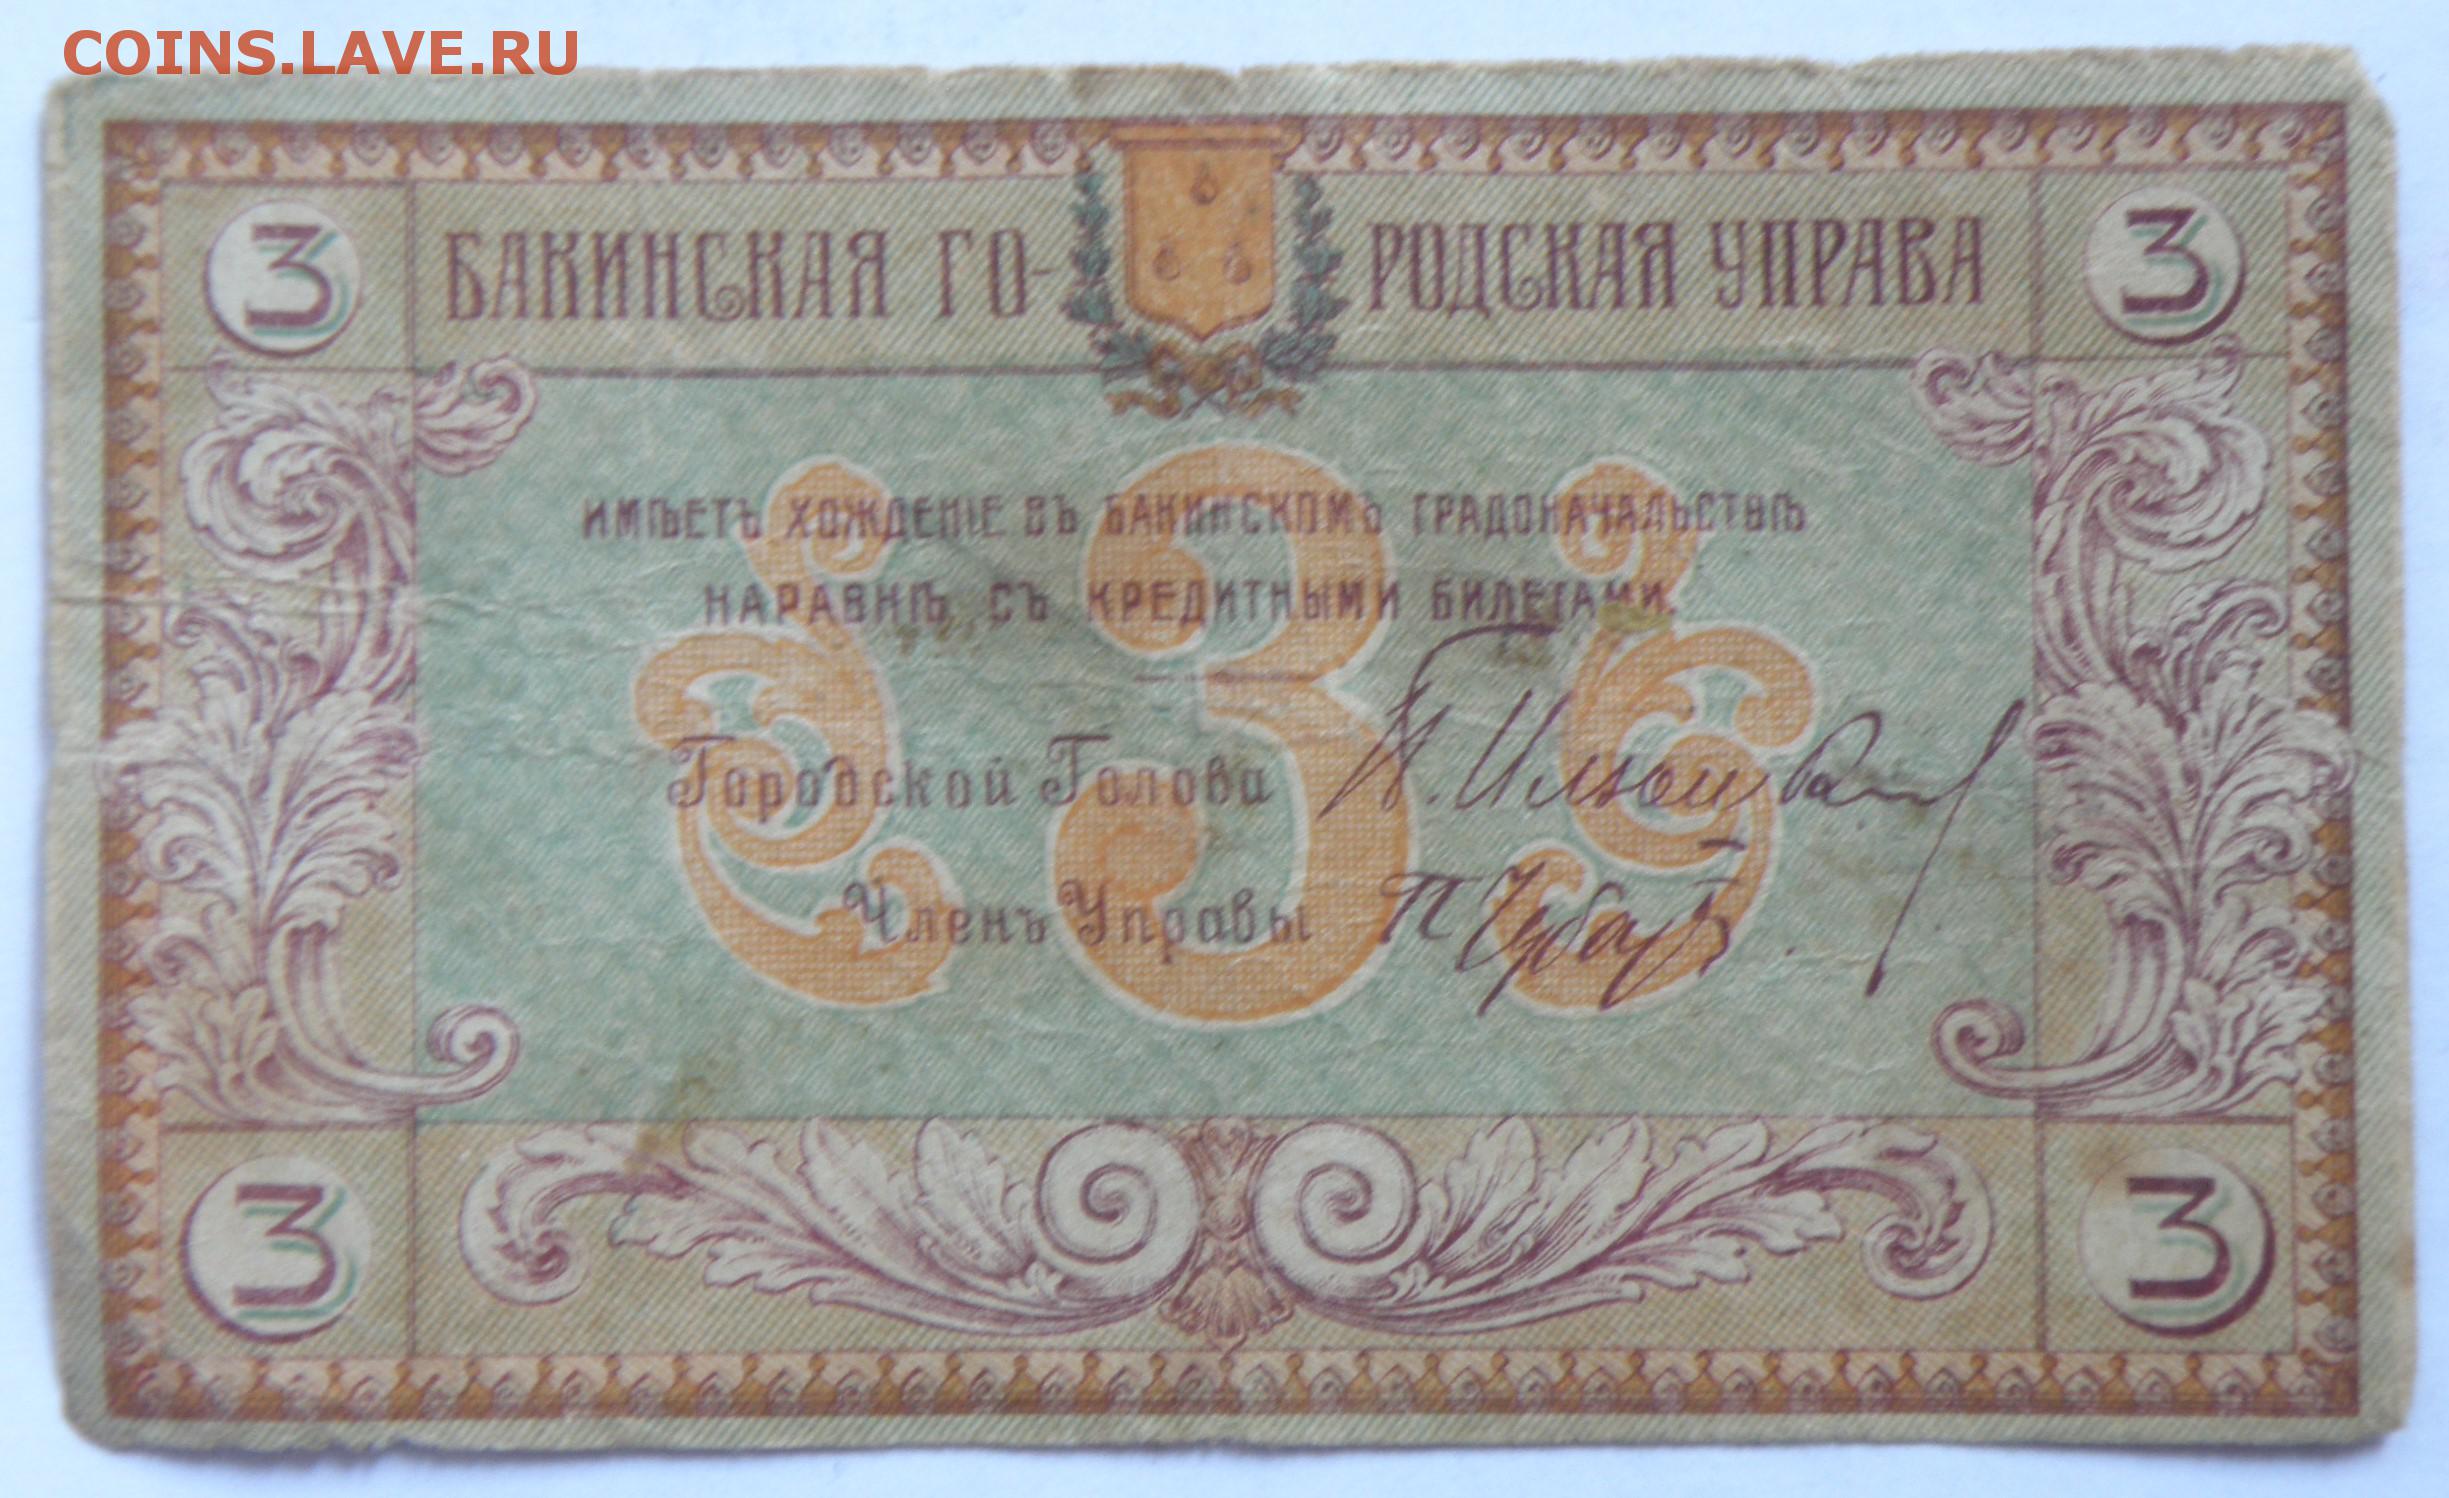 COINS.LAVE.RU
3 БАКИНСКАЯ ГО- РОДСКАЯ УПРАВА 3
ИМѢЕТЪ ХОЖДЕНІЕ ВЪ БАКИНСКОМЪ ГРАДОНАЧАЛЬСТВѢ
НАРАВНѢ СЪ КРЕДИТНЫМИ БИЛЕТАМИ.
3
Городской Голова
Членъ Управы
3 3